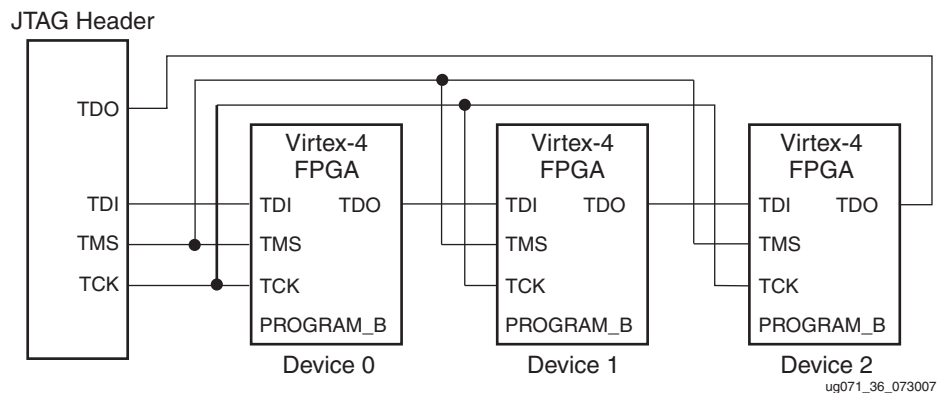 JTAG Header
TDO
TDI
TMS
TCK
Virtex-4
FPGA
TDI TDO
TMS
TCK
PROGRAM_B
Device 0
Virtex-4
FPGA
TDI TDO
TMS
TCK
PROGRAM_B
Device 1
Virtex-4
FPGA
TDI TDO
TMS
TCK
PROGRAM_B
Device 2
ug071_36_073007